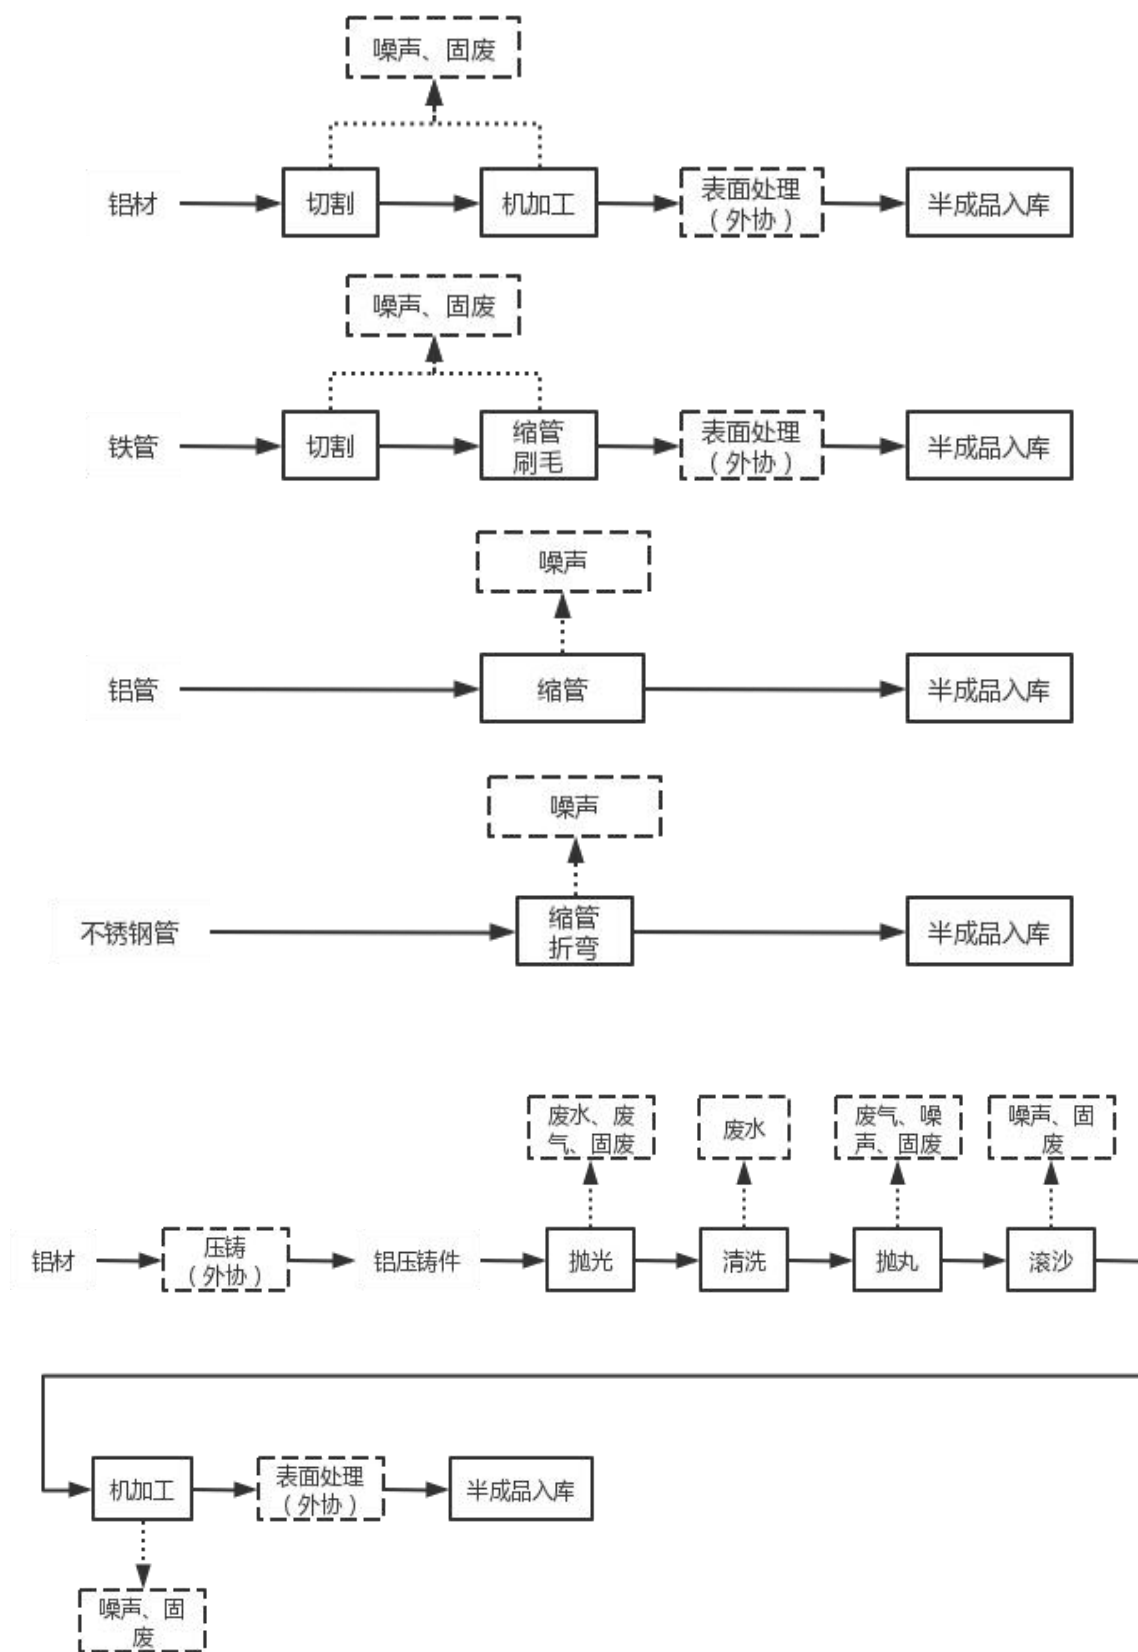 噪声、固废
铝材
切割
机加工
表面处理
（外协）
半成品入库
噪声、固废
铁管
切割
缩管
刷毛
表面处理
（外协）
半成品入库
噪声
铝管
缩管
半成品入库
噪声
不锈钢管
缩管
折弯
半成品入库
废水、废
气、固废
废水
废气、噪
声、固废
噪声、固
废
铝材
压铸
（外协）
铝压铸件
抛光
清洗
抛丸
滚沙
机加工
表面处理
（外协）
半成品入库
噪声、固
废